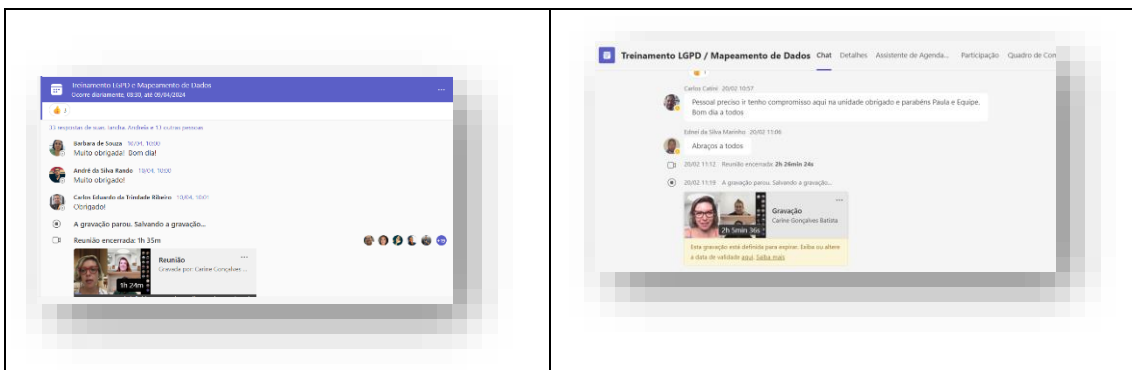 Treinamento LGPD e Mapeamento de Dados
Ocorre diariamente, 08:30, até 09/04/2024
3
33 respostas de suas, Andreia e 13 outras pessoas
Barbara de Souza 10/04, 10:00
Muito obrigada! Bom dia!
André da Silva Rando 10/04, 10:00
Muito obrigado!
Carlos Eduardo da Trindade Ribeiro 10/04, 10:01
Obrigado!
A gravação parou. Salvando a gravação...
Reunião encerrada: 1h 35m
Reunião
Gravada por: Carine Gonçalves ...
1h 24m
Treinamento LGPD / Mapeamento de Dados Chat Detalhes Assistente de Agenda... Participação Quadro de Con
1
Carlos Catini 20/02 10:57
Pessoal preciso ir tenho compromisso aqui na unidade obrigado e parabéns Paula e Equipe.
Bom dia a todos
Ednei da Silva Marinho 20/02 11:06
Abraços a todos
20/02 11:12 Reunião encerrada: 2h 26min 24s
20/02 11:19 A gravação parou. Salvando a gravação...
Gravação
Carine Gonçalves Batista
2h 5min 36s
Esta gravação está definida para expirar. Exiba ou altere
a data de validade aqui. Saiba mais